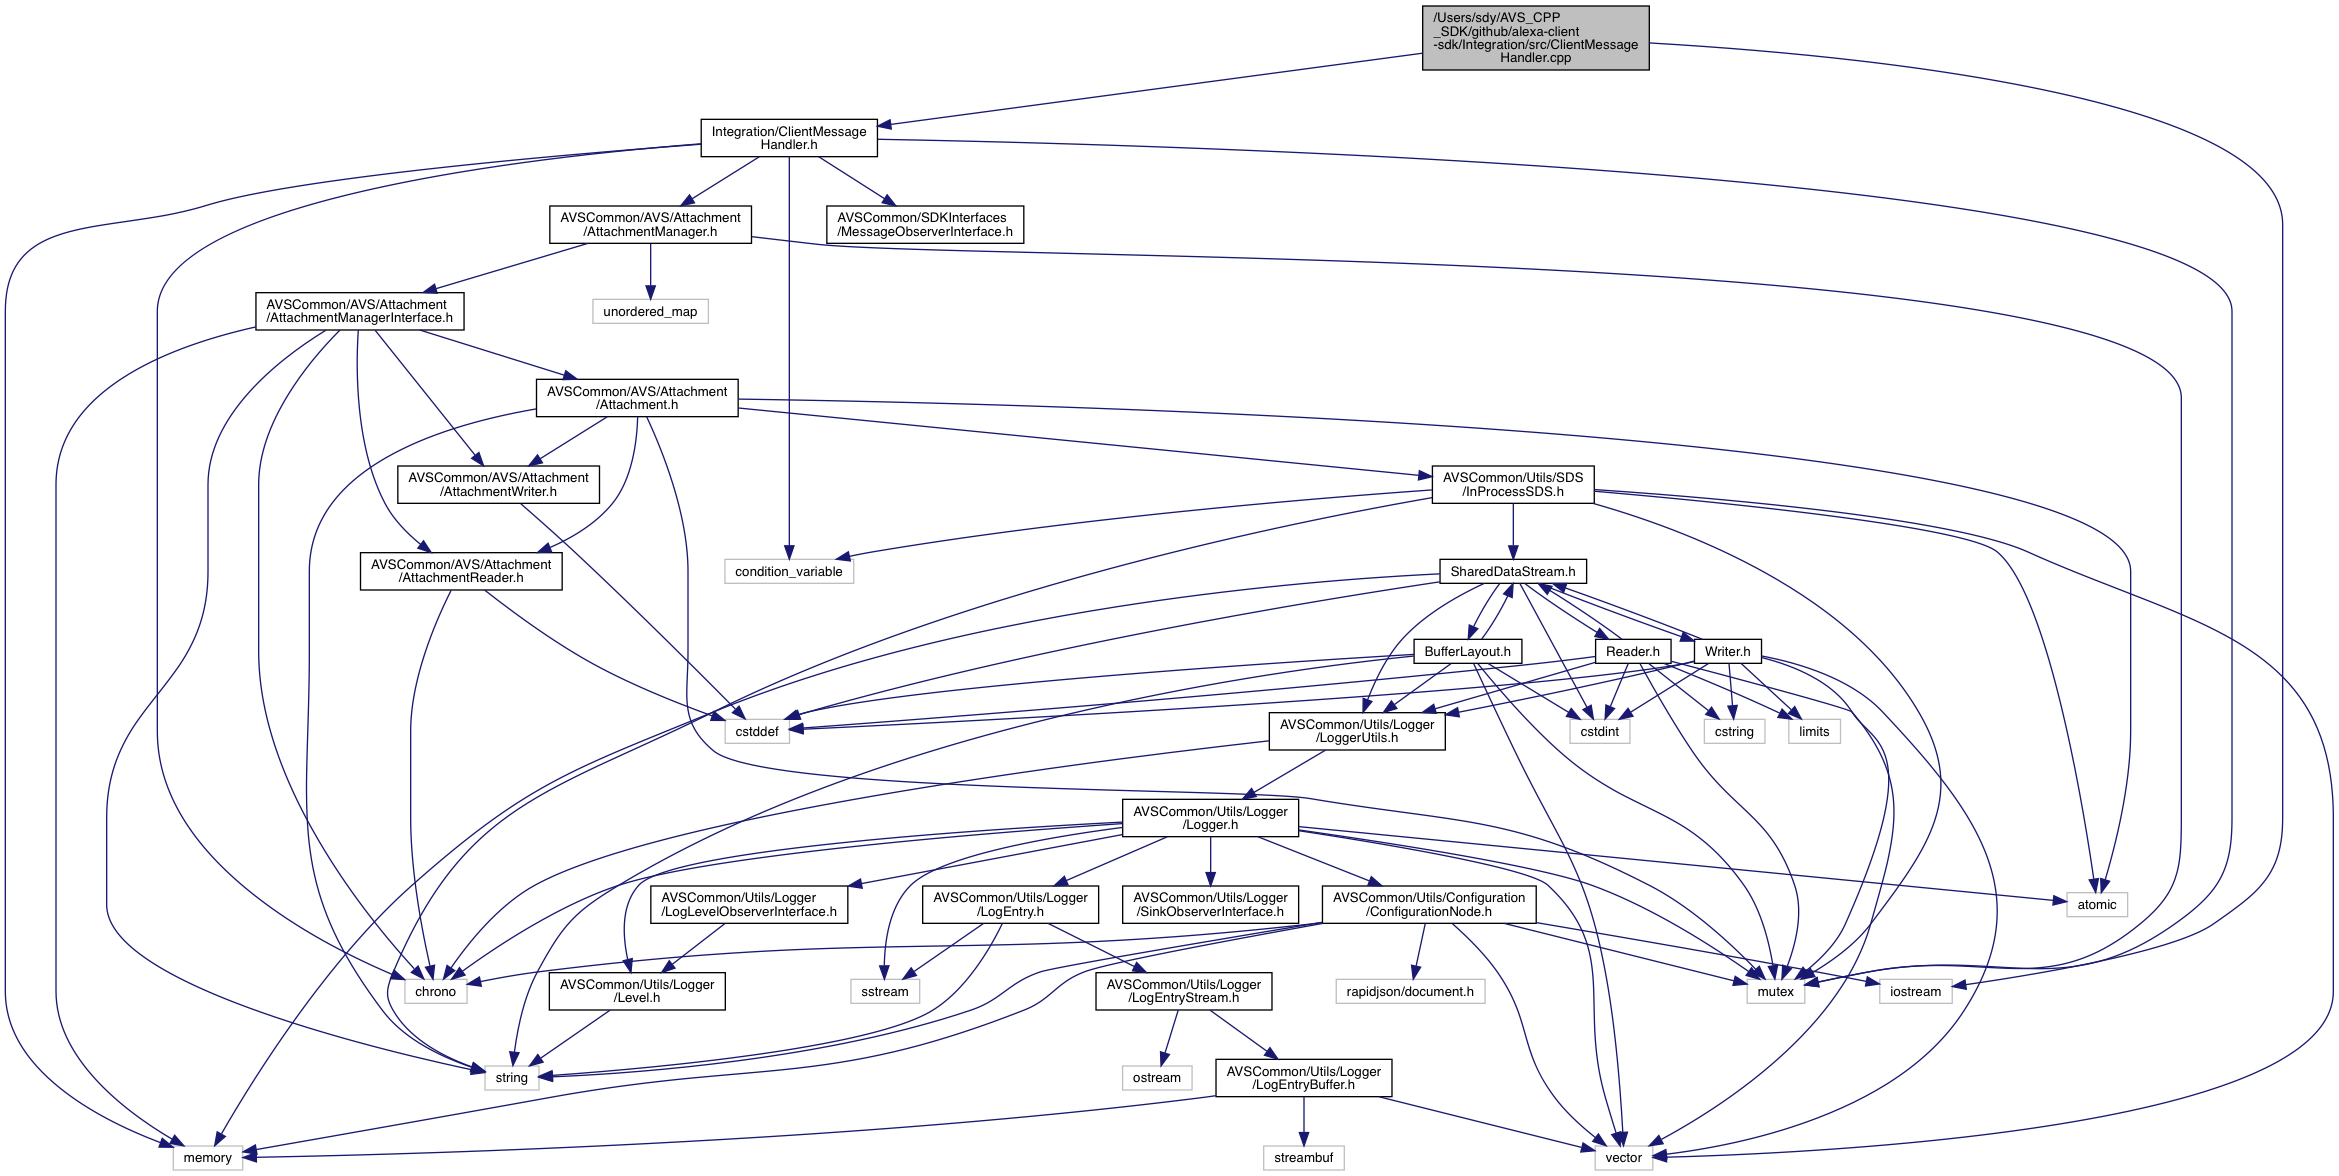 /Users/sdy/AVS_CPP
_SDK/github/alexa-client
-sdk/Integration/src/ClientMessage
Handler.cpp
Integration/ClientMessage
Handler.h
AVSCommon/AVS/Attachment
/AttachmentManager.h
AVSCommon/SDKInterfaces
/MessageObserverInterface.h
AVSCommon/AVS/Attachment
/AttachmentManagerInterface.h
unordered_map
AVSCommon/AVS/Attachment
/Attachment.h
AVSCommon/AVS/Attachment
/AttachmentWriter.h
AVSCommon/Utils/SDS
/InProcessSDS.h
AVSCommon/AVS/Attachment
/AttachmentReader.h
condition_variable
SharedDataStream.h
BufferLayout.h
Reader.h
Writer.h
cstddef
AVSCommon/Utils/Logger
/LoggerUtils.h
cstdint
cstring
limits
AVSCommon/Utils/Logger
/Logger.h
AVSCommon/Utils/Logger
/LogLevelObserverInterface.h
AVSCommon/Utils/Logger
/LogEntry.h
AVSCommon/Utils/Logger
/SinkObserverInterface.h
AVSCommon/Utils/Configuration
/ConfigurationNode.h
atomic
chrono
AVSCommon/Utils/Logger
/Level.h
sstream
AVSCommon/Utils/Logger
/LogEntryStream.h
rapidjson/document.h
mutex
iostream
string
ostream
AVSCommon/Utils/Logger
/LogEntryBuffer.h
memory
streambuf
vector